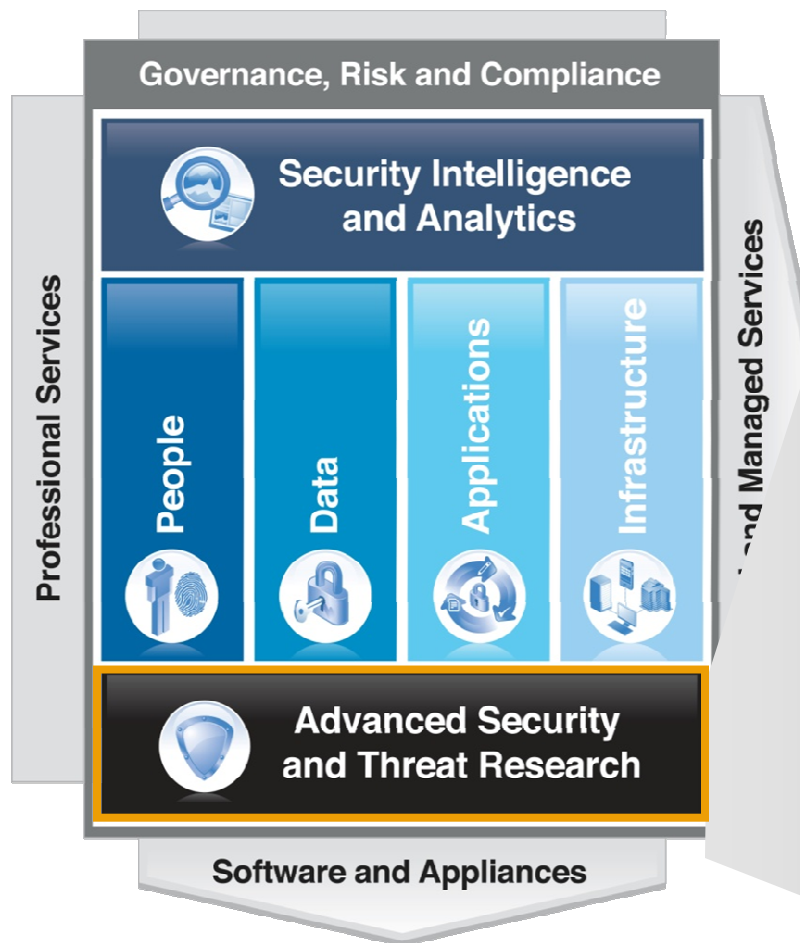 Governance, Risk and Compliance
Security Intelligence
and Analytics
Professional Services
People
Data
Applications
Infrastructure
and Managed Services
Advanced Security
and Threat Research
Software and Appliances